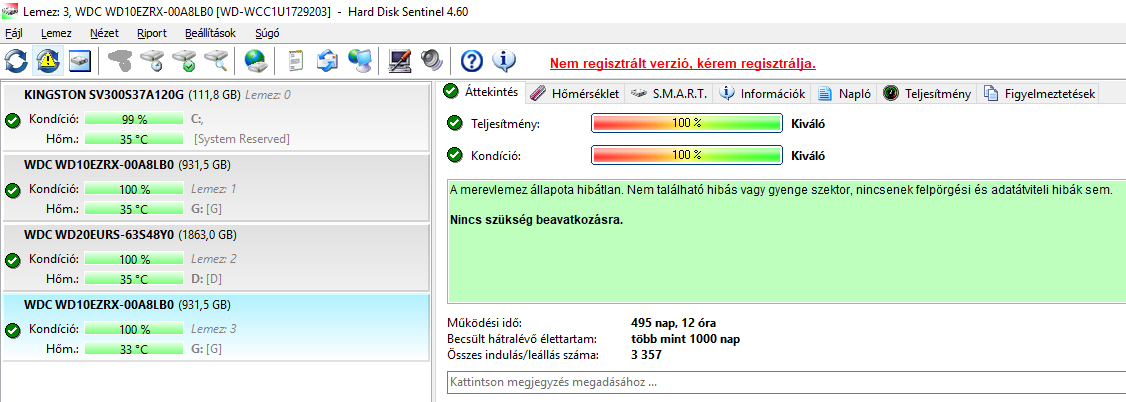 Lemez: 3, WDC WD10EZRX-00A8LB0 [WD-WCC1U1729203] - Hard Disk Sentinel 4.60
Fájl Lemez Nézet Riport Beállítások Súgó
Nem regisztrált verzió, kérem regisztrálja.
KINGSTON SV300S37A120G (111,8 GB) Lemez: 0
Kondíció: 99 % C:,
Hőm.: 35 °C [System Reserved]
WDC WD10EZRX-00A8LB0 (931,5 GB)
Kondíció: 100 % Lemez: 1
Hőm.: 35 °C G: [G]
WDC WD20EURS-63S48Y0 (1863,0 GB)
Kondíció: 100 % Lemez: 2
Hőm.: 35 °C D: [D]
WDC WD10EZRX-00A8LB0 (931,5 GB)
Kondíció: 100 % Lemez: 3
Hőm.: 33 °C G: [G]
Áttekintés Hőmérséklet S.M.A.R.T. Információk Napló Teljesítmény Figyelmeztetések
Teljesítmény: 100 % Kiváló
Kondíció: 100 % Kiváló
A merevlemez állapota hibátlan. Nem található hibás vagy gyenge szektor, nincsenek felpörgési és adatátviteli hibák sem.
Nincs szükség beavatkozásra.
Működési idő: 495 nap, 12 óra
Becsült hátralévő élettartam: több mint 1000 nap
Összes indulás/leállás száma: 3 357
Kattintson megjegyzés megadásához ...